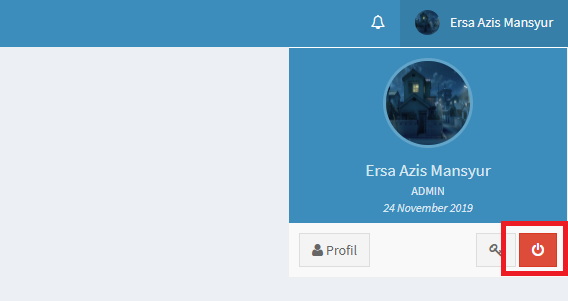 Ersa Azis Mansyur
Ersa Azis Mansyur
ADMIN
24 November 2019
Profil